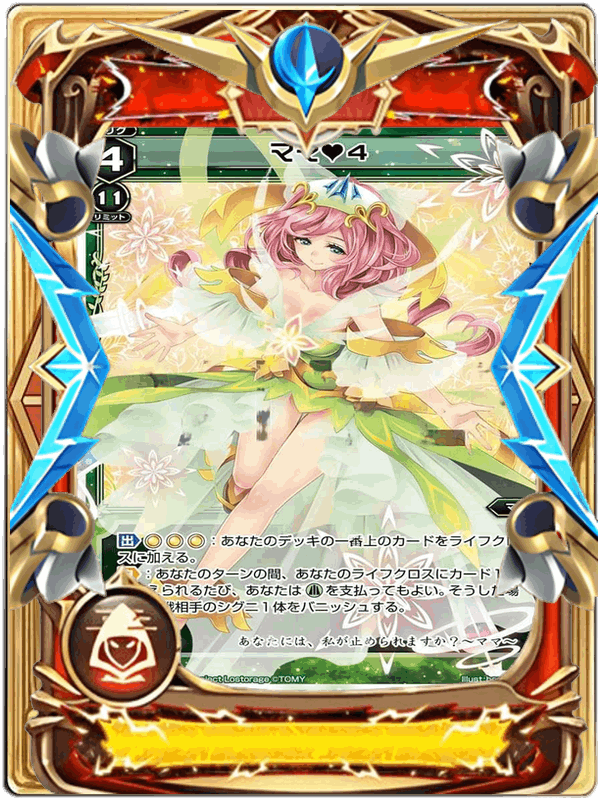 ママ♥4
4
11
リミット
出 :あなたのデッキの一番上のカードをライフク
スに加える。
:あなたのターンの間、あなたのライフクロスにカード1
えられるたび、あなたは を支払ってもよい。そうした場
対戦相手のシグニ1体をバニッシュする。
あなたには、私が止められますか?～ママ～
ject Lostorage ©TOMY
Illust